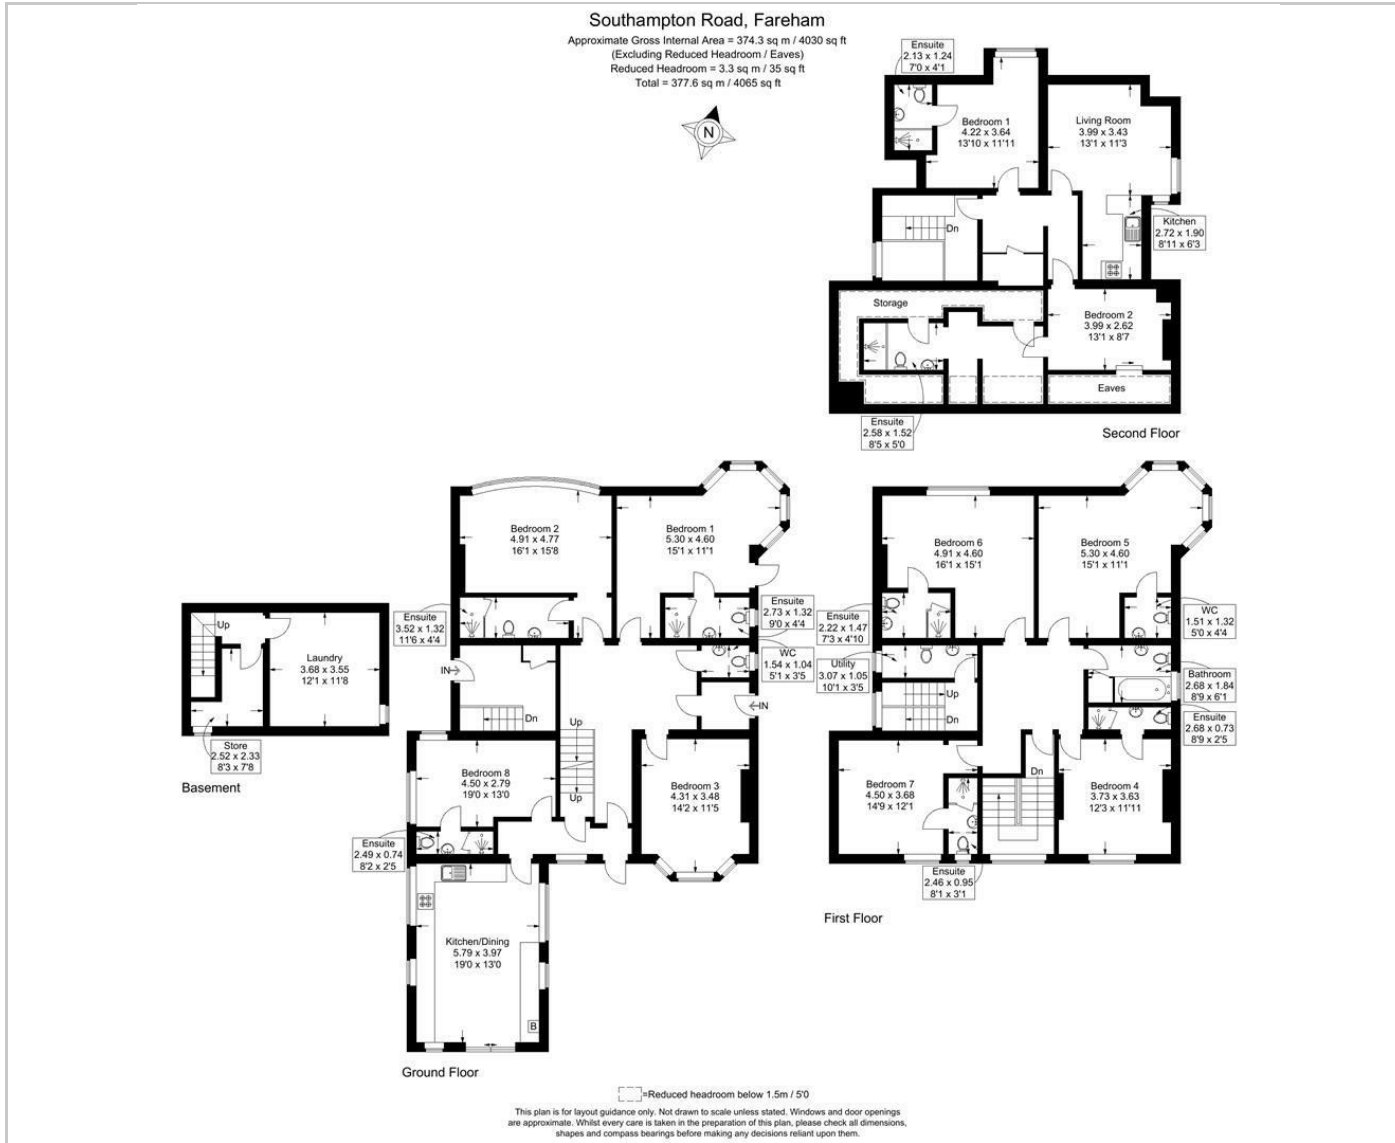 Southampton Road, Fareham
Approximate Gross Internal Area = 374.3 sq m / 4030 sq ft
(Excluding Reduced Headroom / Eaves)
Reduced Headroom = 3.3 sq m / 35 sq ft
Total = 377.6 sq m / 4065 sq ft
N
Ensuite
2.13 x 1.24
7'0 x 4'1
Bedroom 1
4.22 x 3.64
13'10 x 11'11
Living Room
3.99 x 3.43
13'1 x 11'3
Dn
Kitchen
2.72 x 1.90
8'11 x 6'3
Storage
Bedroom 2
3.99 x 2.62
13'1 x 8'7
Eaves
Ensuite
2.58 x 1.52
8'5 x 5'0
Second Floor
Up
Laundry
3.68 x 3.55
12'1 x 11'8
Store
2.52 x 2.33
8'3 x 7'8
Basement
Bedroom 2
4.91 x 4.77
16'1 x 15'8
Bedroom 1
5.30 x 4.60
15'1 x 11'1
Ensuite
3.52 x 1.32
11'6 x 4'4
Ensuite
2.73 x 1.32
9'0 x 4'4
WC
1.54 x 1.04
5'1 x 3'5
IN
IN
Dn
Up
Up
Bedroom 8
4.50 x 2.79
19'0 x 13'0
Bedroom 3
4.31 x 3.48
14'2 x 11'5
Ensuite
2.49 x 0.74
8'2 x 2'5
Kitchen/Dining
5.79 x 3.97
19'0 x 13'0
B
Ground Floor
Bedroom 6
4.91 x 4.60
16'1 x 15'1
Bedroom 5
5.30 x 4.60
15'1 x 11'1
Ensuite
2.22 x 1.47
7'3 x 4'10
WC
1.51 x 1.32
5'0 x 4'4
Utility
3.07 x 1.05
10'1 x 3'5
Bathroom
2.68 x 1.84
8'9 x 6'1
Up
Dn
Ensuite
2.68 x 0.73
8'9 x 2'5
Bedroom 7
4.50 x 3.68
14'9 x 12'1
Dn
Bedroom 4
3.73 x 3.63
12'3 x 11'11
Ensuite
2.46 x 0.95
8'1 x 3'1
First Floor
=Reduced headroom below 1.5m / 5'0
This plan is for layout guidance only. Not drawn to scale unless stated. Windows and door openings
are approximate. Whilst every care is taken in the preparation of this plan, please check all dimensions,
shapes and compass bearings before making any decisions reliant upon them.